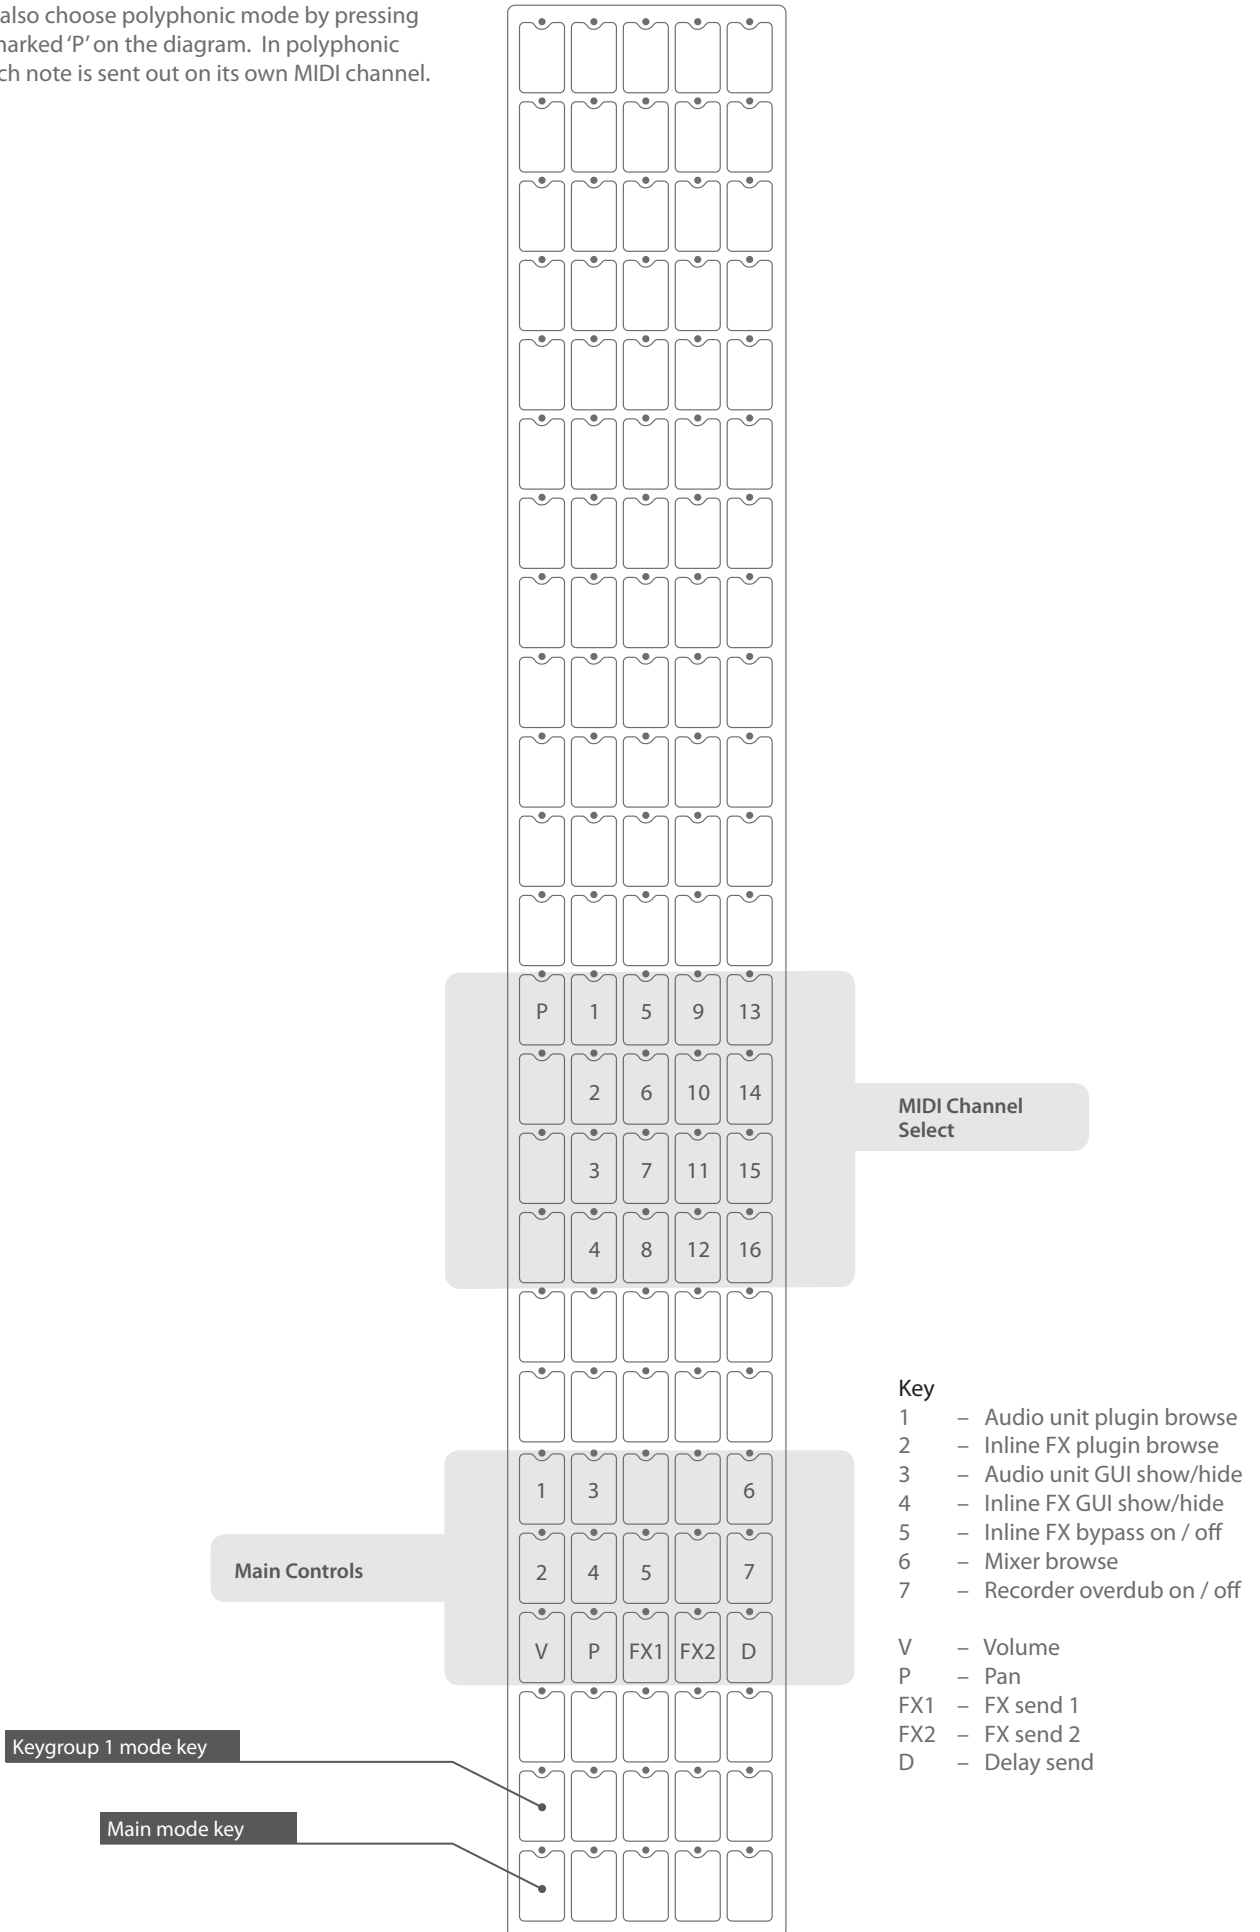 also choose polyphonic mode by pressing
marked ‘P’ on the diagram. In polyphonic
ch note is sent out on its own MIDI channel.
P 1 5 9 13
2 6 10 14
MIDI Channel
Select
3 7 11 15
4 8 12 16
Key
1 – Audio unit plugin browse
2 – Inline FX plugin browse
3 – Audio unit GUI show/hide
4 – Inline FX GUI show/hide
5 – Inline FX bypass on / off
6 – Mixer browse
7 – Recorder overdub on / off
V – Volume
P – Pan
FX1 – FX send 1
FX2 – FX send 2
D – Delay send
1 3 6
Main Controls
2 4 5 7
V P FX1 FX2 D
Keygroup 1 mode key
Main mode key